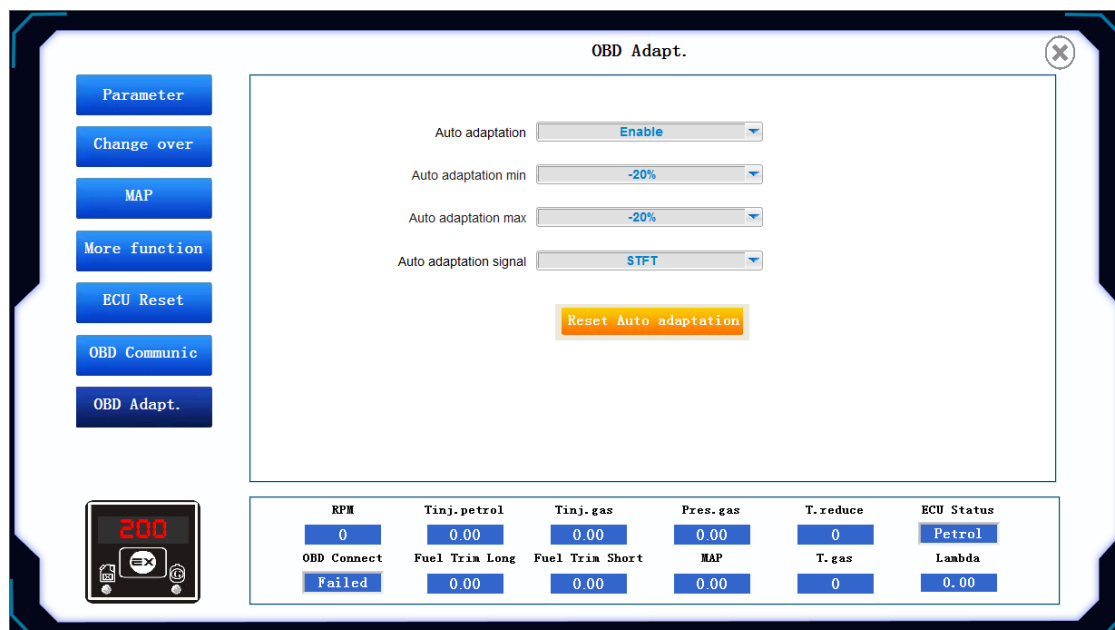 OBD Adapt.
Parameter
Change over
MAP
More function
ECU Reset
OBD Communic
OBD Adapt.
Auto adaptation Enable
Auto adaptation min -20%
Auto adaptation max -20%
Auto adaptation signal STFT
Reset Auto adaptation
200
EX
G
RPM Tinj.petrol Tinj.gas Pres.gas T.reduce ECU Status
0 0.00 0.00 0.00 0 Petrol
OBD Connect Fuel Trim Long Fuel Trim Short MAP T.gas Lambda
Failed 0.00 0.00 0.00 0 0.00